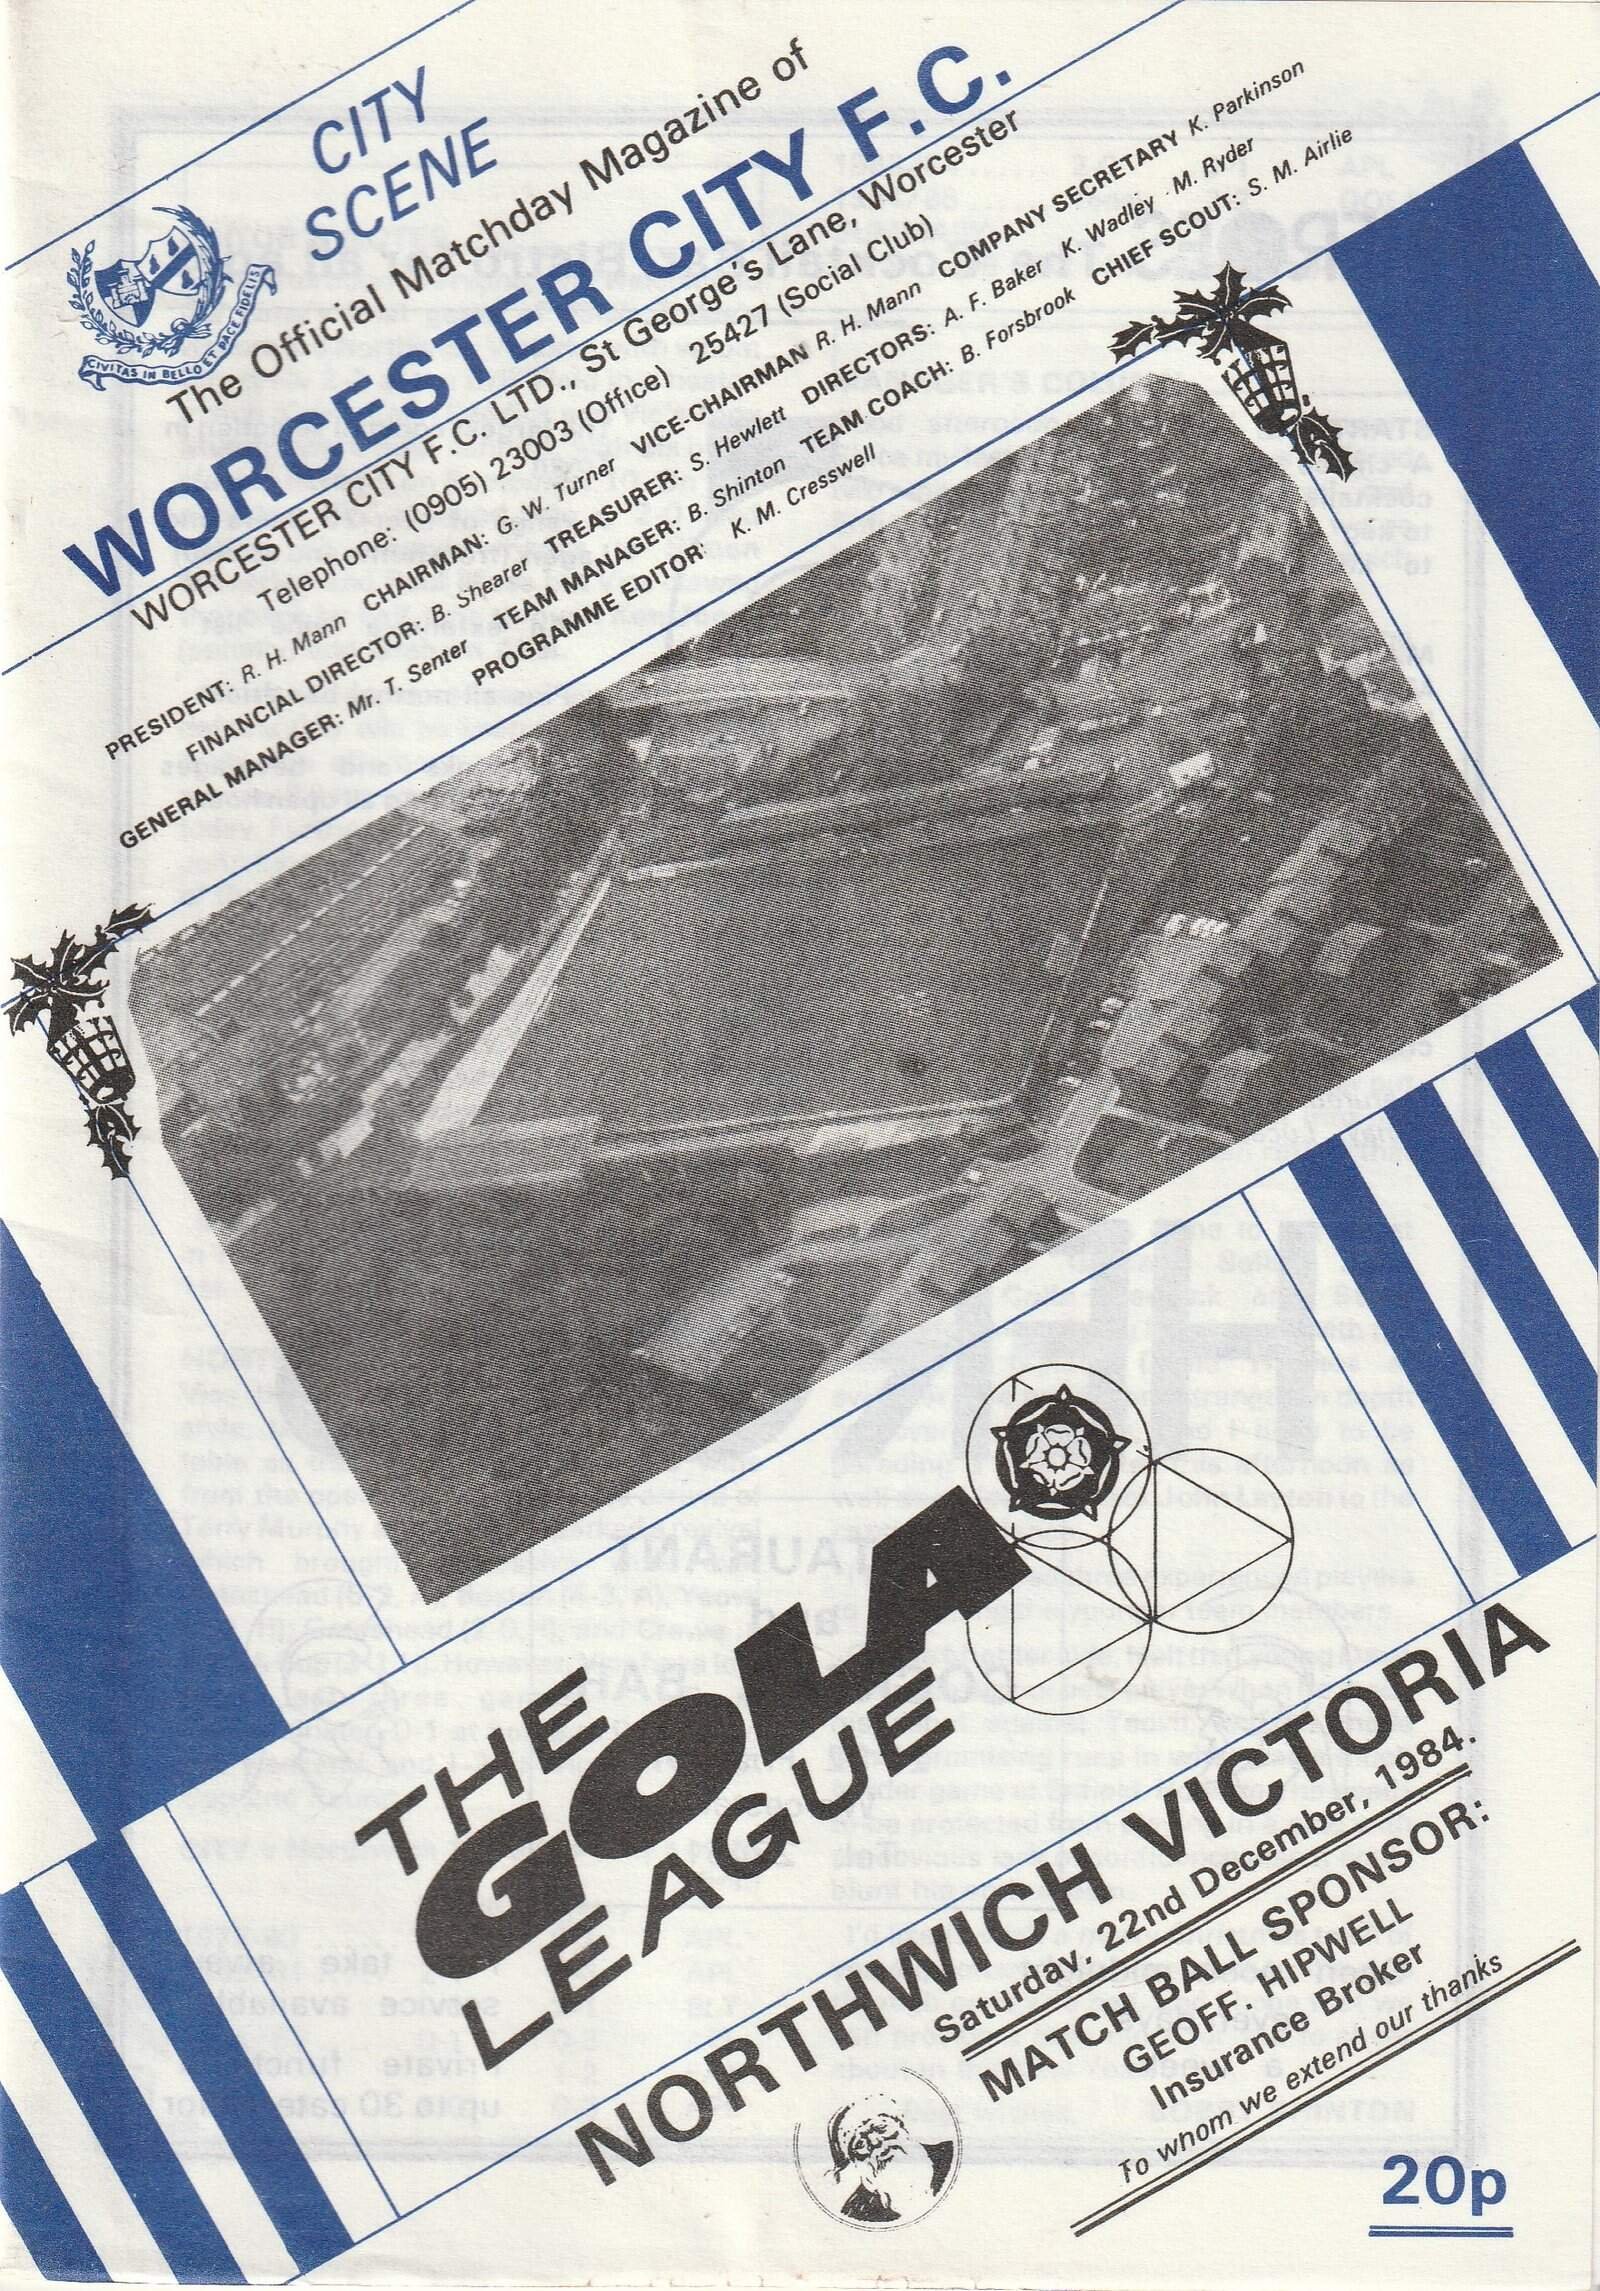 CITY
SCENE
CIVITAS IN BELLO ET PACE FIDELIS
The Official Matchday Magazine of
WORCESTER CITY F.C.
WORCESTER CITY F.C. LTD., St George's Lane, Worcester
Telephone: (0905) 23003 (Office) 25427 (Social Club)
PRESIDENT: R. H. Mann CHAIRMAN: G. W. Turner VICE-CHAIRMAN R. H. Mann COMPANY SECRETARY K. Parkinson
FINANCIAL DIRECTOR: B. Shearer TREASURER: S. Hewlett DIRECTORS: A. F. Baker K. Wadley M. Ryder
GENERAL MANAGER: Mr. T. Senter TEAM MANAGER: B. Shinton TEAM COACH: B. Forsbrook CHIEF SCOUT: S. M. Airlie
PROGRAMME EDITOR: K. M. Cresswell
THE
GOLA
LEAGUE
NORTHWICH VICTORIA
Saturday, 22nd December, 1984.
MATCH BALL SPONSOR:
GEOFF. HIPWELL
Insurance Broker
To whom we extend our thanks
20p